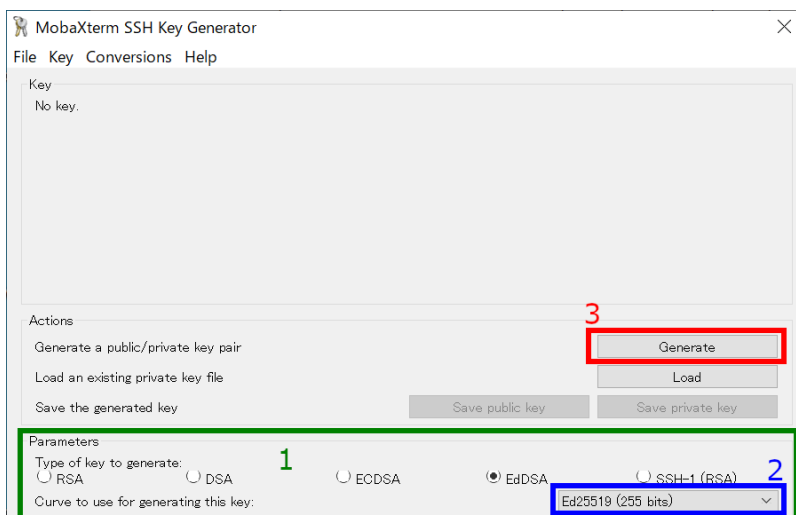 MobaXterm SSH Key Generator
File Key Conversions Help
Key
No key.
Actions
3
Generate a public/private key pair Generate
Load an existing private key file Load
Save the generated key Save public key Save private key
Parameters
1
Type of key to generate:
RSA DSA ECDSA EdDSA SSH-1 (RSA)
2
Curve to use for generating this key: Ed25519 (255 bits)